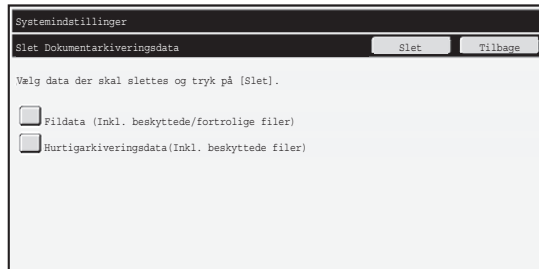 Systemindstillinger
Slet Dokumentarkiveringsdata Slet Tilbage
Vælg data der skal slettes og tryk på [Slet].
Fildata (Inkl. beskyttede/fortrolige filer)
Hurtigarkiveringsdata(Inkl. beskyttede filer)